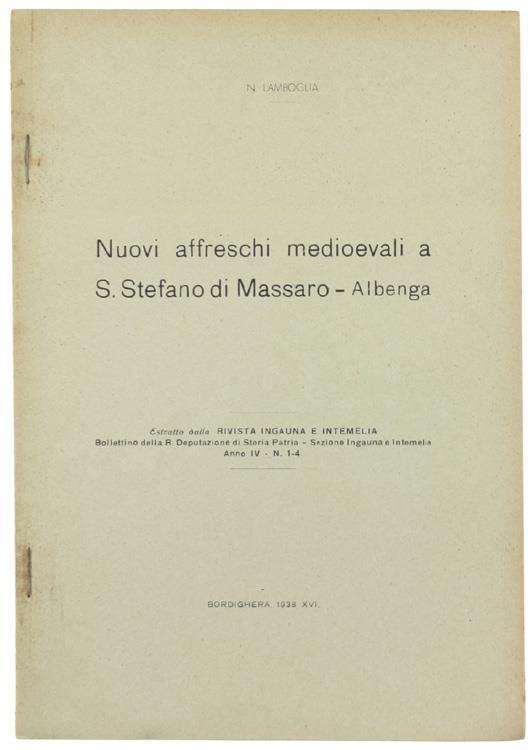 N. LAMBOGLIA
Nuovi affreschi medioevali a
S. Stefano di Massaro - Albenga
Estratto dalla RIVISTA INGAUNA E INTEMELIA
Bollettino della R. Deputazione di Storia Patria - Sezione Ingauna e Intemelia
Anno IV - N. 1-4
BORDIGHERA 1938 XVI.